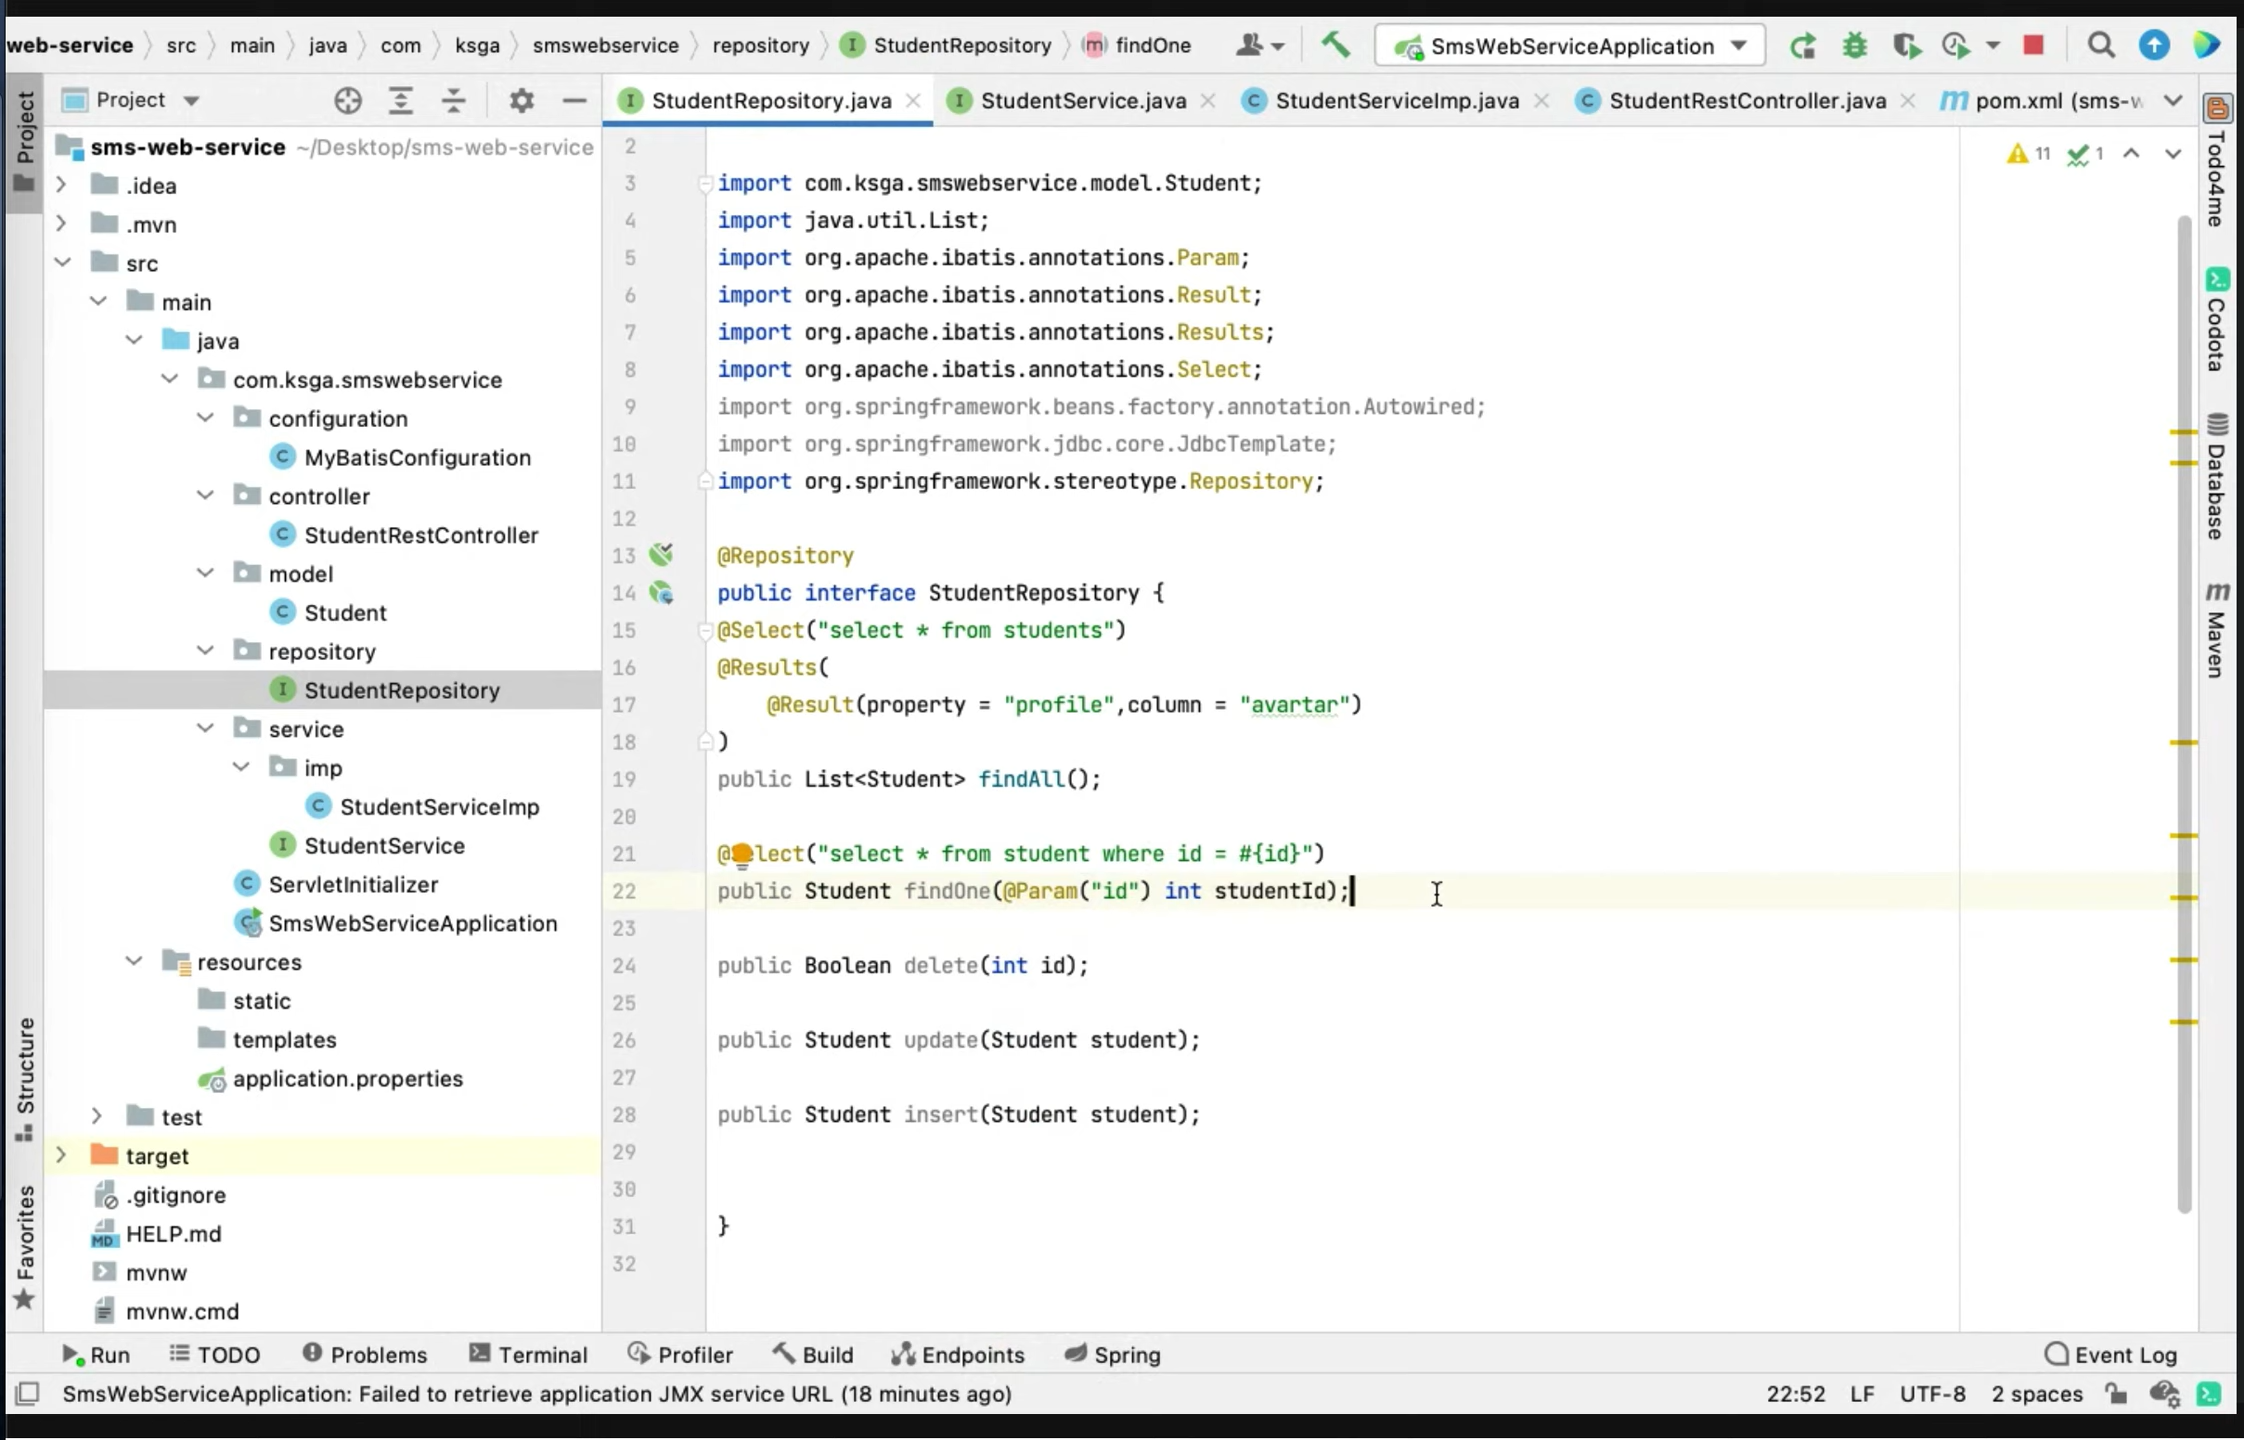 web-service src main java com ksga smswebservice repository I StudentRepository m findOne SmsWebServiceApplication
Project
Project
StudentRepository.java
StudentService.java
StudentServiceImp.java
StudentRestController.java
pom.xml (sms-w
sms-web-service ~/Desktop/sms-web-service
.idea
.mvn
src
main
java
com.ksga.smswebservice
configuration
MyBatisConfiguration
controller
StudentRestController
model
Student
repository
StudentRepository
service
imp
StudentServiceImp
StudentService
ServletInitializer
SmsWebServiceApplication
resources
static
templates
application.properties
test
target
.gitignore
HELP.md
mvnw
mvnw.cmd
Structure
Favorites
2
3 import com.ksga.smswebservice.model.Student;
4 import java.util.List;
5 import org.apache.ibatis.annotations.Param;
6 import org.apache.ibatis.annotations.Result;
7 import org.apache.ibatis.annotations.Results;
8 import org.apache.ibatis.annotations.Select;
9 import org.springframework.beans.factory.annotation.Autowired;
10 import org.springframework.jdbc.core.JdbcTemplate;
11 import org.springframework.stereotype.Repository;
12
13 @Repository
14 public interface StudentRepository {
15 @Select("select * from students")
16 @Results(
17 @Result(property = "profile",column = "avartar")
18 )
19 public List<Student> findAll();
20
21 @Select("select * from student where id = #{id}")
22 public Student findOne(@Param("id") int studentId);
23
24 public Boolean delete(int id);
25
26 public Student update(Student student);
27
28 public Student insert(Student student);
29
30
31 }
32
11 1
Todo4me
Codota
Database
Maven
Run TODO Problems Terminal Profiler Build Endpoints Spring Event Log
SmsWebServiceApplication: Failed to retrieve application JMX service URL (18 minutes ago) 22:52 LF UTF-8 2 spaces